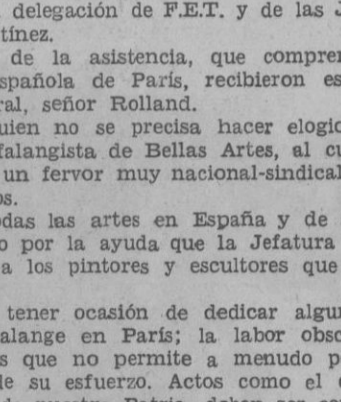 delegación de F.E.T. y de las J
tínez.
de la asistencia, que compren
spañola de París, recibieron es
ral, señor Rolland.
uien no se precisa hacer elogio
falangista de Bellas Artes, al cu
un fervor muy nacional-sindical
os.
odas las artes en España y de
o por la ayuda que la Jefatura
a los pintores y escultores que
tener ocasión de dedicar algun
alange en París; la labor obsc
s que no permite a menudo p
de su esfuerzo. Actos como el